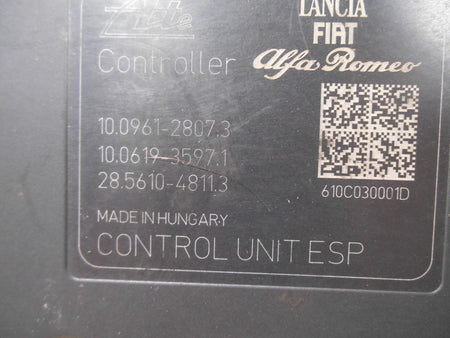 Ate
LANCIA
FIAT
Alfa Romeo
Controller
10.0961-2807.3
10.0619-3597.1
28.5610-4811.3
610C030001D
MADE IN HUNGARY
CONTROL UNIT ESP